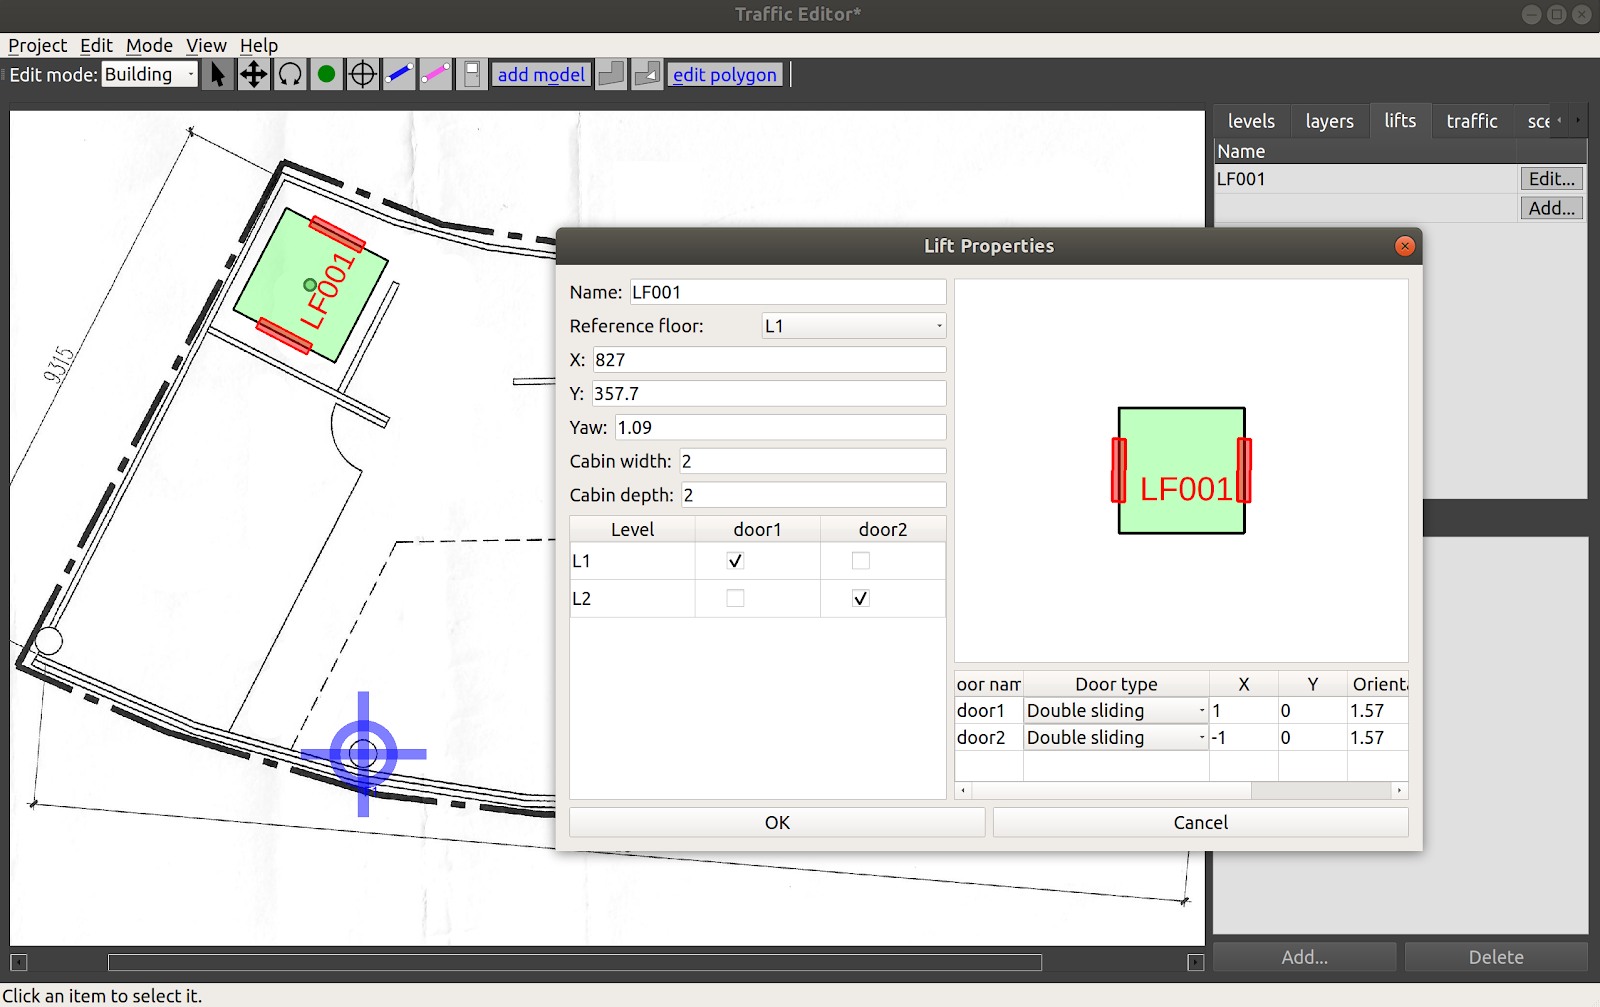 Traffic Editor*
Project Edit Mode View Help
Edit mode: Building add model edit polygon
levels layers lifts traffic sce
Name
LF001 Edit...
Add...
LF001
9315
Lift Properties
Name: LF001
Reference floor: L1
X: 827
Y: 357.7
Yaw: 1.09
Cabin width: 2
Cabin depth: 2
Level door1 door2
L1
L2
LF001
oor nam Door type X Y Orienta
door1 Double sliding 1 0 1.57
door2 Double sliding -1 0 1.57
OK Cancel
Add... Delete
Click an item to select it.